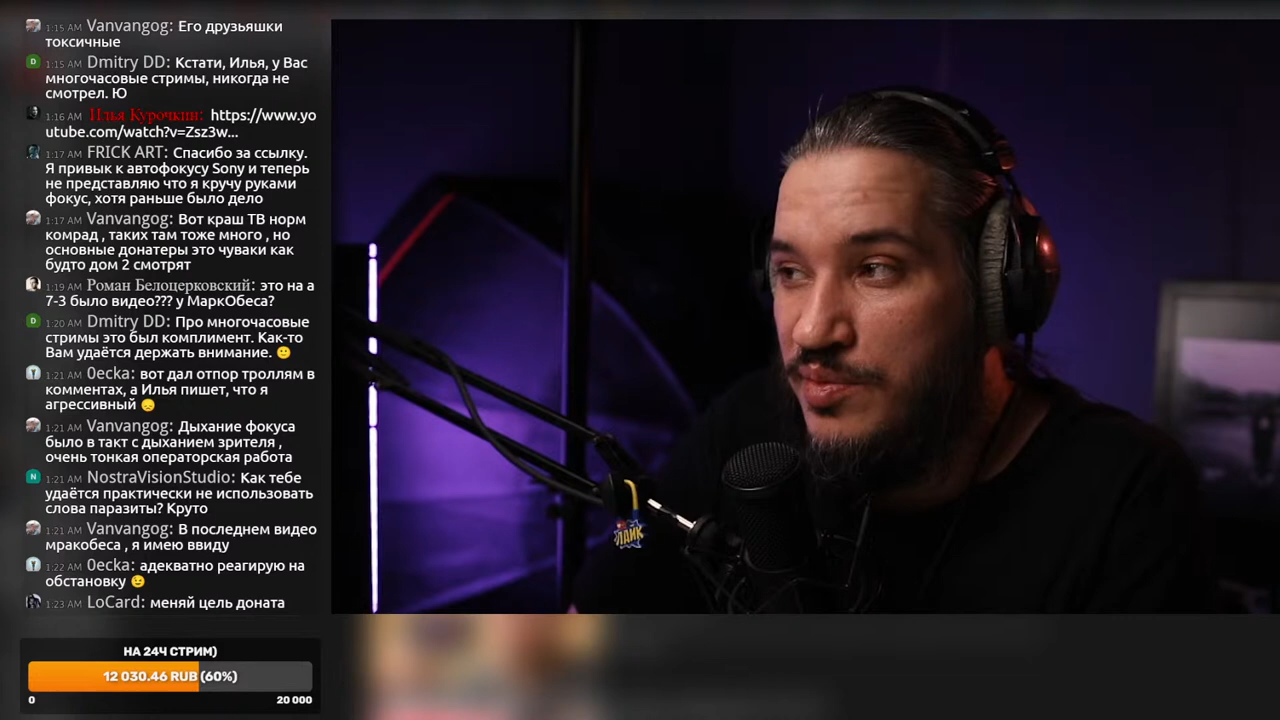 1:15 AM Vanvangog: Его друзьяшки
токсичные
D 1:15 AM Dmitry DD: Кстати, Илья, у Вас
многочасовые стримы, никогда не
смотрел. Ю
1:16 AM Илья Курочкин: https://www.yo
utube.com/watch?v=Zsz3w...
1:17 AM FRICK ART: Спасибо за ссылку.
Я привык к автофокусу Sony и теперь
не представляю что я кручу руками
фокус, хотя раньше было дело
1:17 AM Vanvangog: Вот краш ТВ норм
комрад , таких там тоже много , но
основные донатеры это чуваки как
будто дом 2 смотрят
1:19 AM Роман Белоцерковский: это на а
7-3 было видео??? у МаркОбеса?
D 1:20 AM Dmitry DD: Про многочасовые
стримы это был комплимент. Как-то
Вам удаётся держать внимание. 🙂
1:21 AM 0ecka: вот дал отпор троллям в
комментах, а Илья пишет, что я
агрессивный 😞
1:21 AM Vanvangog: Дыхание фокуса
было в такт с дыханием зрителя ,
очень тонкая операторская работа
N 1:21 AM NostraVisionStudio: Как тебе
удаётся практически не использовать
слова паразиты? Круто
1:21 AM Vanvangog: В последнем видео
мракобеса , я имею ввиду
1:22 AM 0ecka: адекватно реагирую на
обстановку 😉
1:23 AM LoCard: меняй цель доната
ЛАЙК
НА 24Ч СТРИМ)
12 030.46 RUB (60%)
0 20 000